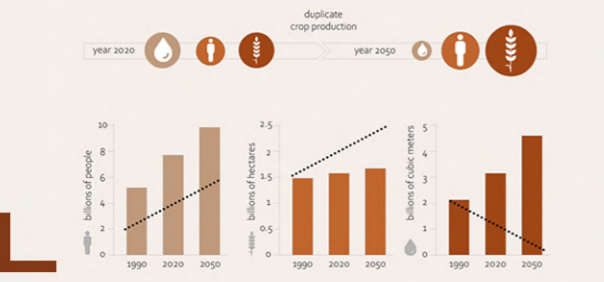 duplicate
crop production
year 2020
year 2050
billions of people
10
8
6
4
2
0
1990 2020 2050
billions of hectares
2.5
2
1.5
1
0.5
0
1990 2020 2050
billions of cubic meters
5
4
3
2
1
0
1990 2020 2050